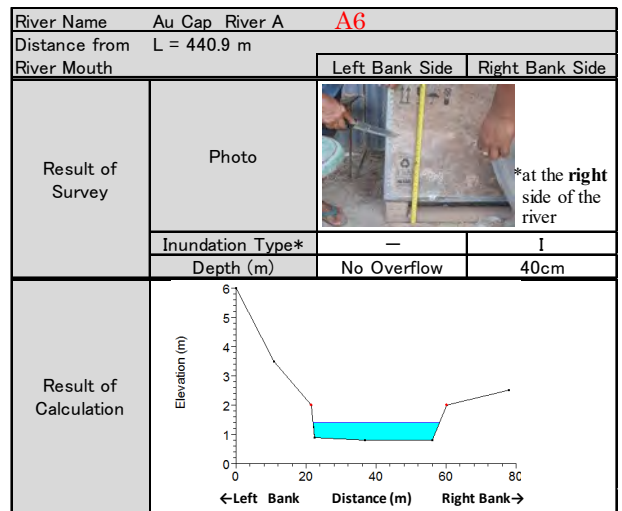 River Name Au Cap River A A6
Distance from L = 440.9 m
River Mouth Left Bank Side Right Bank Side
Result of Survey
Photo
*at the right
side of the
river
Inundation Type* — I
Depth (m) No Overflow 40cm
Result of Calculation
Elevation (m)
6
5
4
3
2
1
0
0 20 40 60 80
←Left Bank Distance (m) Right Bank→